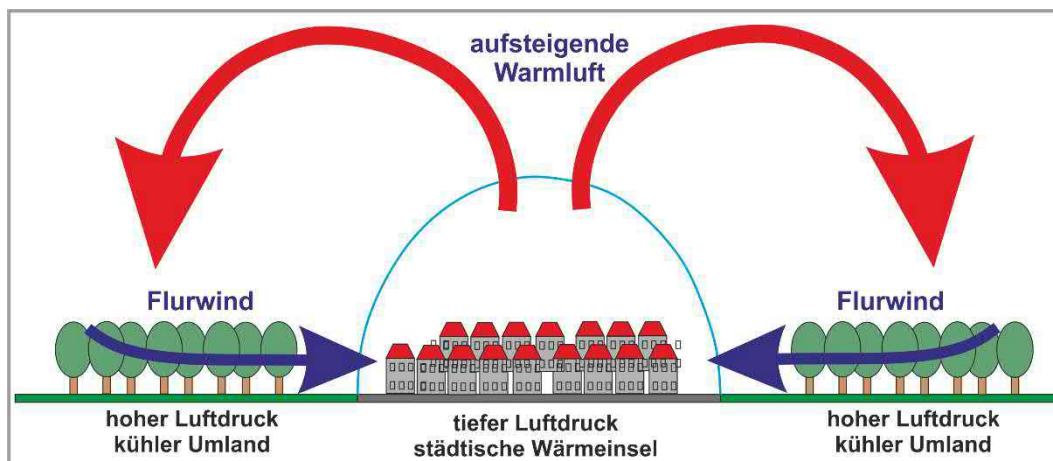 aufsteigende
Warmluft
Flurwind
Flurwind
hoher Luftdruck
kühler Umland
tiefer Luftdruck
städtische Wärmeinsel
hoher Luftdruck
kühler Umland